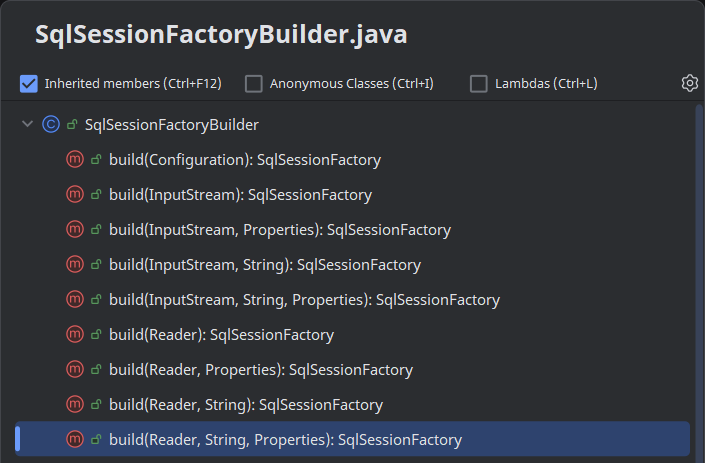 SqlSessionFactoryBuilder.java
Inherited members (Ctrl+F12) Anonymous Classes (Ctrl+I) Lambdas (Ctrl+L)
C SqlSessionFactoryBuilder
m build(Configuration): SqlSessionFactory
m build(InputStream): SqlSessionFactory
m build(InputStream, Properties): SqlSessionFactory
m build(InputStream, String): SqlSessionFactory
m build(InputStream, String, Properties): SqlSessionFactory
m build(Reader): SqlSessionFactory
m build(Reader, Properties): SqlSessionFactory
m build(Reader, String): SqlSessionFactory
m build(Reader, String, Properties): SqlSessionFactory